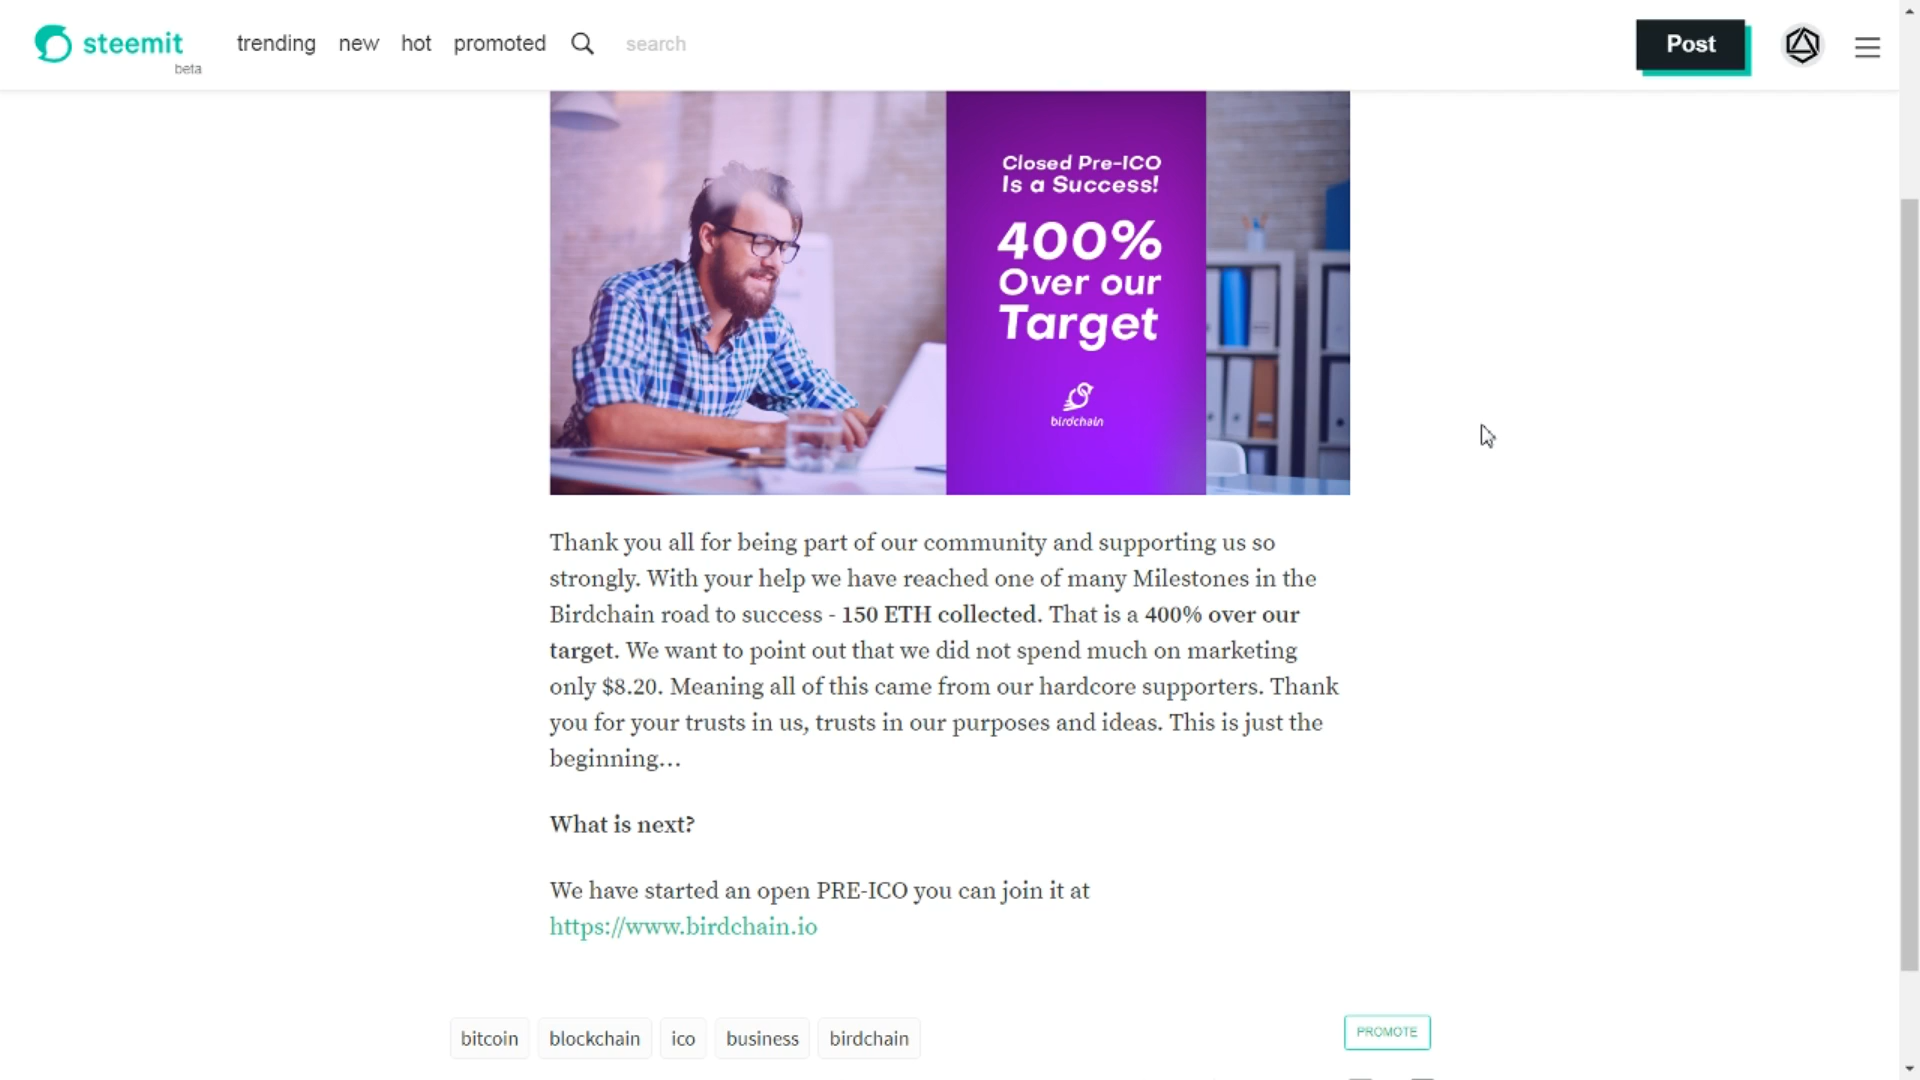 steemit
beta
trending new hot promoted search
Post
Closed Pre-ICO
Is a Success!
400%
Over our
Target
birdchain
Thank you all for being part of our community and supporting us so
strongly. With your help we have reached one of many Milestones in the
Birdchain road to success - 150 ETH collected. That is a 400% over our
target. We want to point out that we did not spend much on marketing
only $8.20. Meaning all of this came from our hardcore supporters. Thank
you for your trusts in us, trusts in our purposes and ideas. This is just the
beginning…
What is next?
We have started an open PRE-ICO you can join it at
https://www.birdchain.io
bitcoin blockchain ico business birdchain
PROMOTE